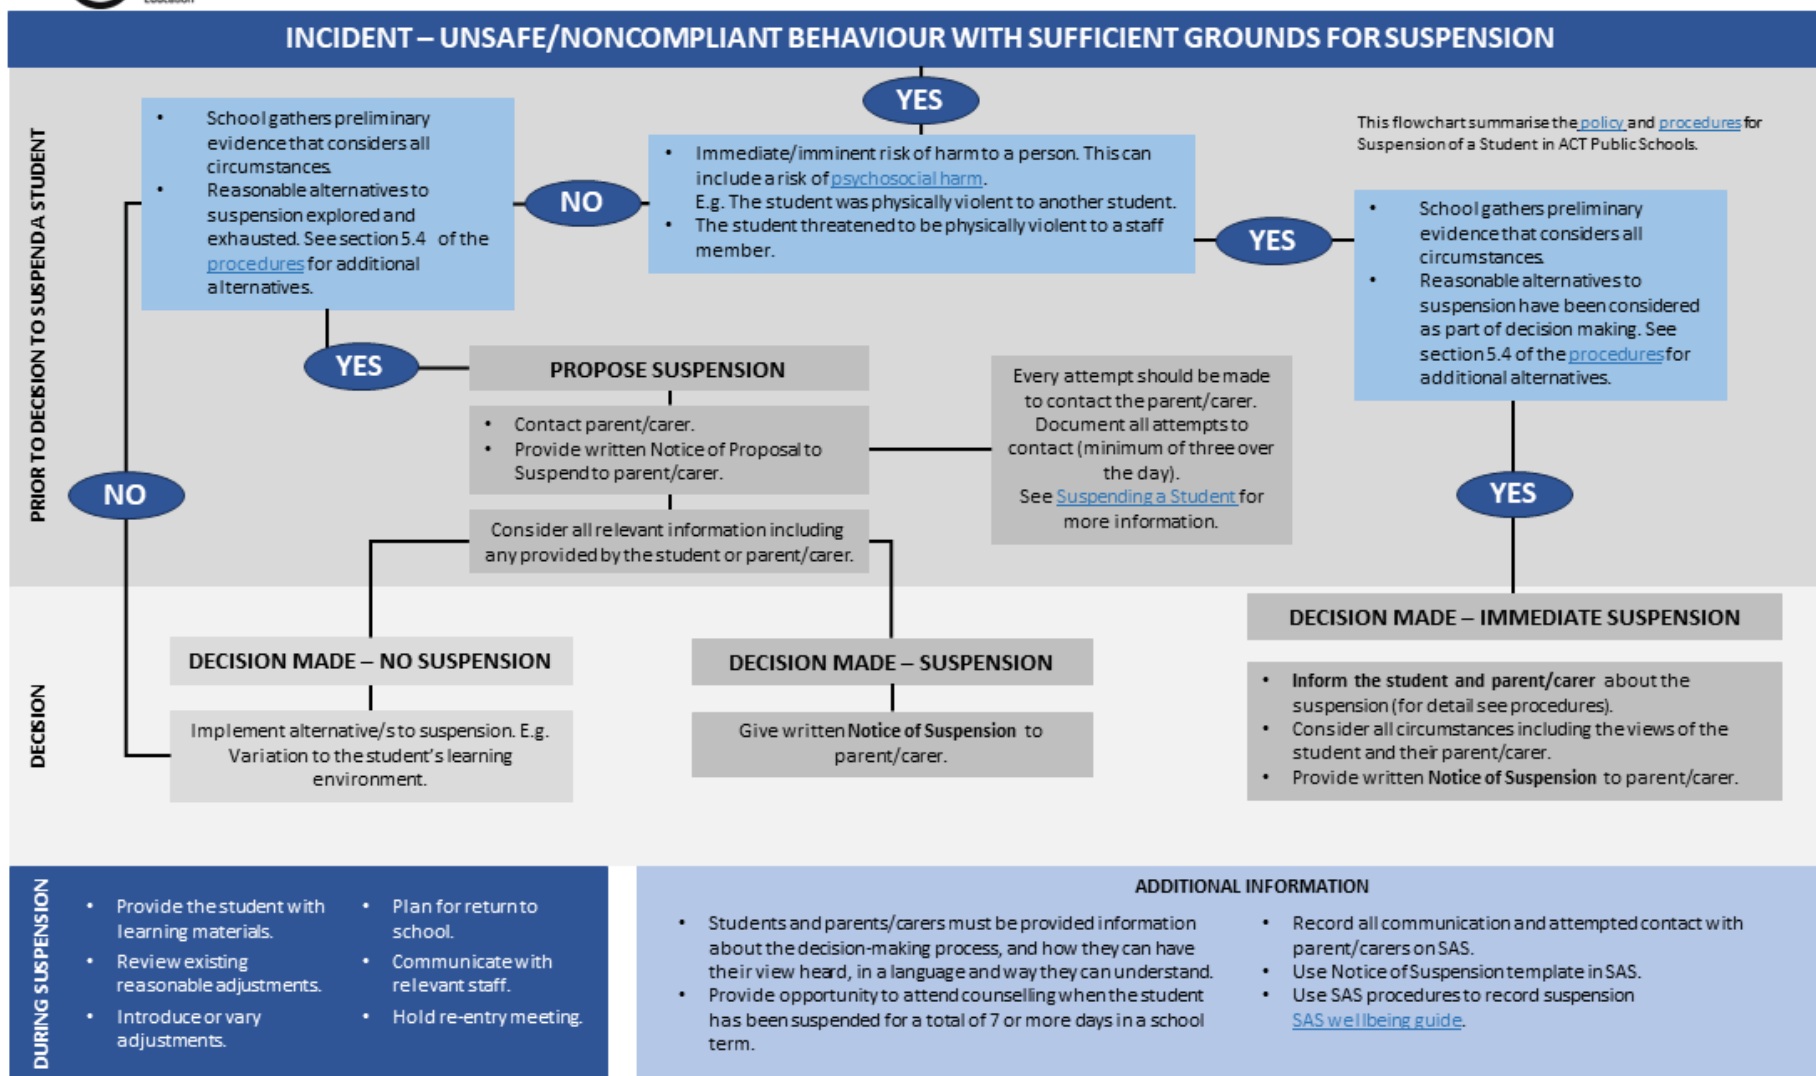 Education
INCIDENT – UNSAFE/NONCOMPLIANT BEHAVIOUR WITH SUFFICIENT GROUNDS FOR SUSPENSION
YES
PRIOR TO DECISION TO SUSPEND A STUDENT
• School gathers preliminary
evidence that considers all
circumstances.
• Reasonable alternatives to
suspension explored and
exhausted. See section 5.4 of the
procedures for additional
alternatives.
NO
• Immediate/imminent risk of harm to a person. This can
include a risk of psychosocial harm.
E.g. The student was physically violent to another student.
• The student threatened to be physically violent to a staff
member.
YES
This flowchart summarise the policy and procedures for
Suspension of a Student in ACT Public Schools.
• School gathers preliminary
evidence that considers all
circumstances.
• Reasonable alternatives to
suspension have been considered
as part of decision making. See
section 5.4 of the procedures for
additional alternatives.
YES
PROPOSE SUSPENSION
• Contact parent/carer.
• Provide written Notice of Proposal to
Suspend to parent/carer.
Every attempt should be made
to contact the parent/carer.
Document all attempts to
contact (minimum of three over
the day).
See Suspending a Student for
more information.
NO
YES
Consider all relevant information including
any provided by the student or parent/carer.
DECISION
DECISION MADE – NO SUSPENSION
Implement alternative/s to suspension. E.g.
Variation to the student's learning
environment.
DECISION MADE – SUSPENSION
Give written Notice of Suspension to
parent/carer.
DECISION MADE – IMMEDIATE SUSPENSION
• Inform the student and parent/carer about the
suspension (for detail see procedures).
• Consider all circumstances including the views of the
student and their parent/carer.
• Provide written Notice of Suspension to parent/carer.
DURING SUSPENSION
• Provide the student with
learning materials.
• Review existing
reasonable adjustments.
• Introduce or vary
adjustments.
• Plan for return to
school.
• Communicate with
relevant staff.
• Hold re-entry meeting.
ADDITIONAL INFORMATION
• Students and parents/carers must be provided information
about the decision-making process, and how they can have
their view heard, in a language and way they can understand.
• Provide opportunity to attend counselling when the student
has been suspended for a total of 7 or more days in a school
term.
• Record all communication and attempted contact with
parent/carers on SAS.
• Use Notice of Suspension template in SAS.
• Use SAS procedures to record suspension
SAS wellbeing guide.